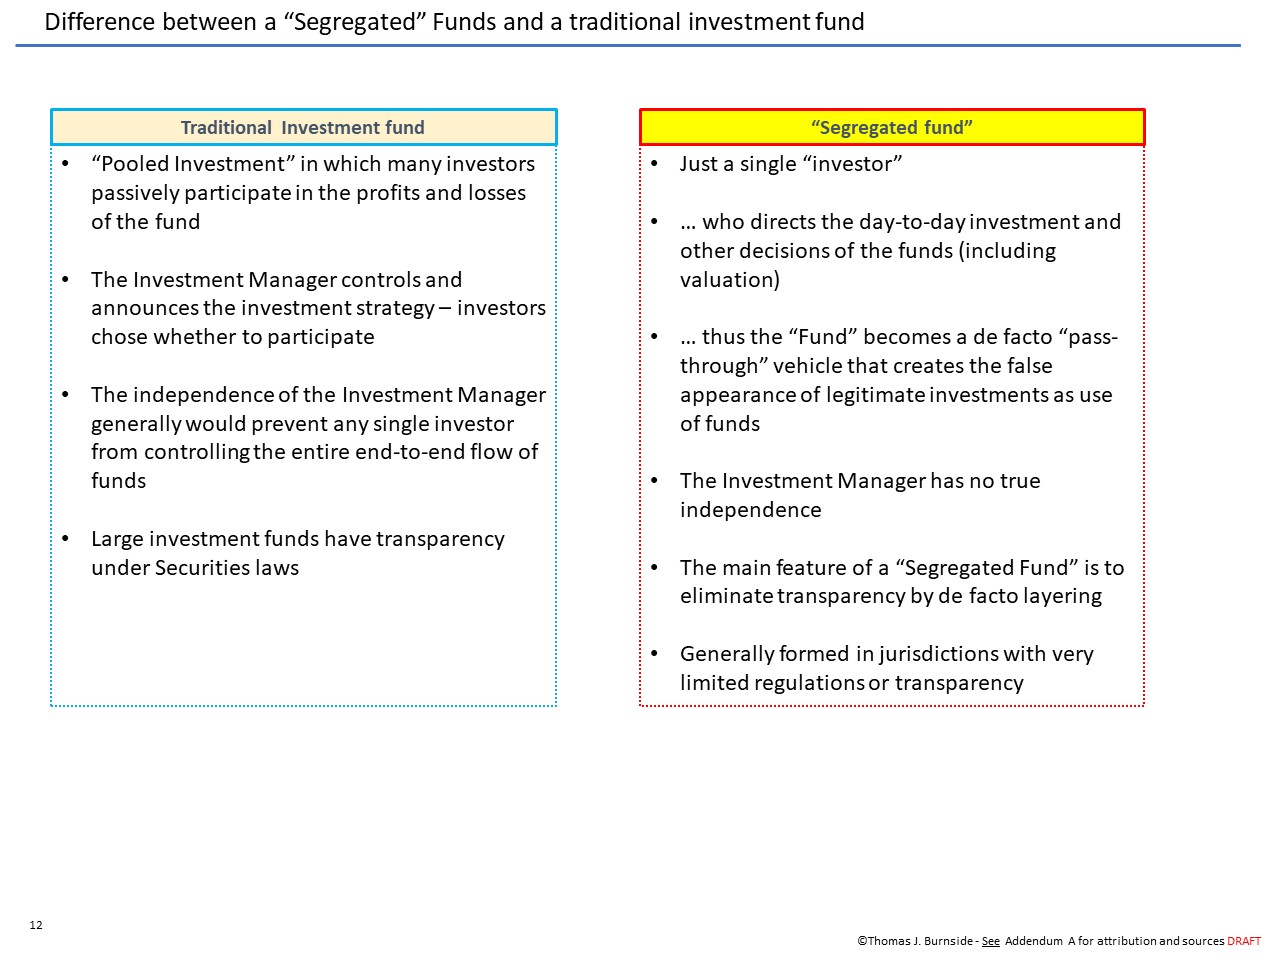 Difference between a “Segregated” Funds and a traditional investment fund
Traditional Investment fund
• “Pooled Investment” in which many investors
passively participate in the profits and losses
of the fund
• The Investment Manager controls and
announces the investment strategy – investors
chose whether to participate
• The independence of the Investment Manager
generally would prevent any single investor
from controlling the entire end-to-end flow of
funds
• Large investment funds have transparency
under Securities laws
“Segregated fund”
• Just a single “investor”
• … who directs the day-to-day investment and
other decisions of the funds (including
valuation)
• … thus the “Fund” becomes a de facto “pass-
through” vehicle that creates the false
appearance of legitimate investments as use
of funds
• The Investment Manager has no true
independence
• The main feature of a “Segregated Fund” is to
eliminate transparency by de facto layering
• Generally formed in jurisdictions with very
limited regulations or transparency
12
©Thomas J. Burnside - See Addendum A for attribution and sources DRAFT